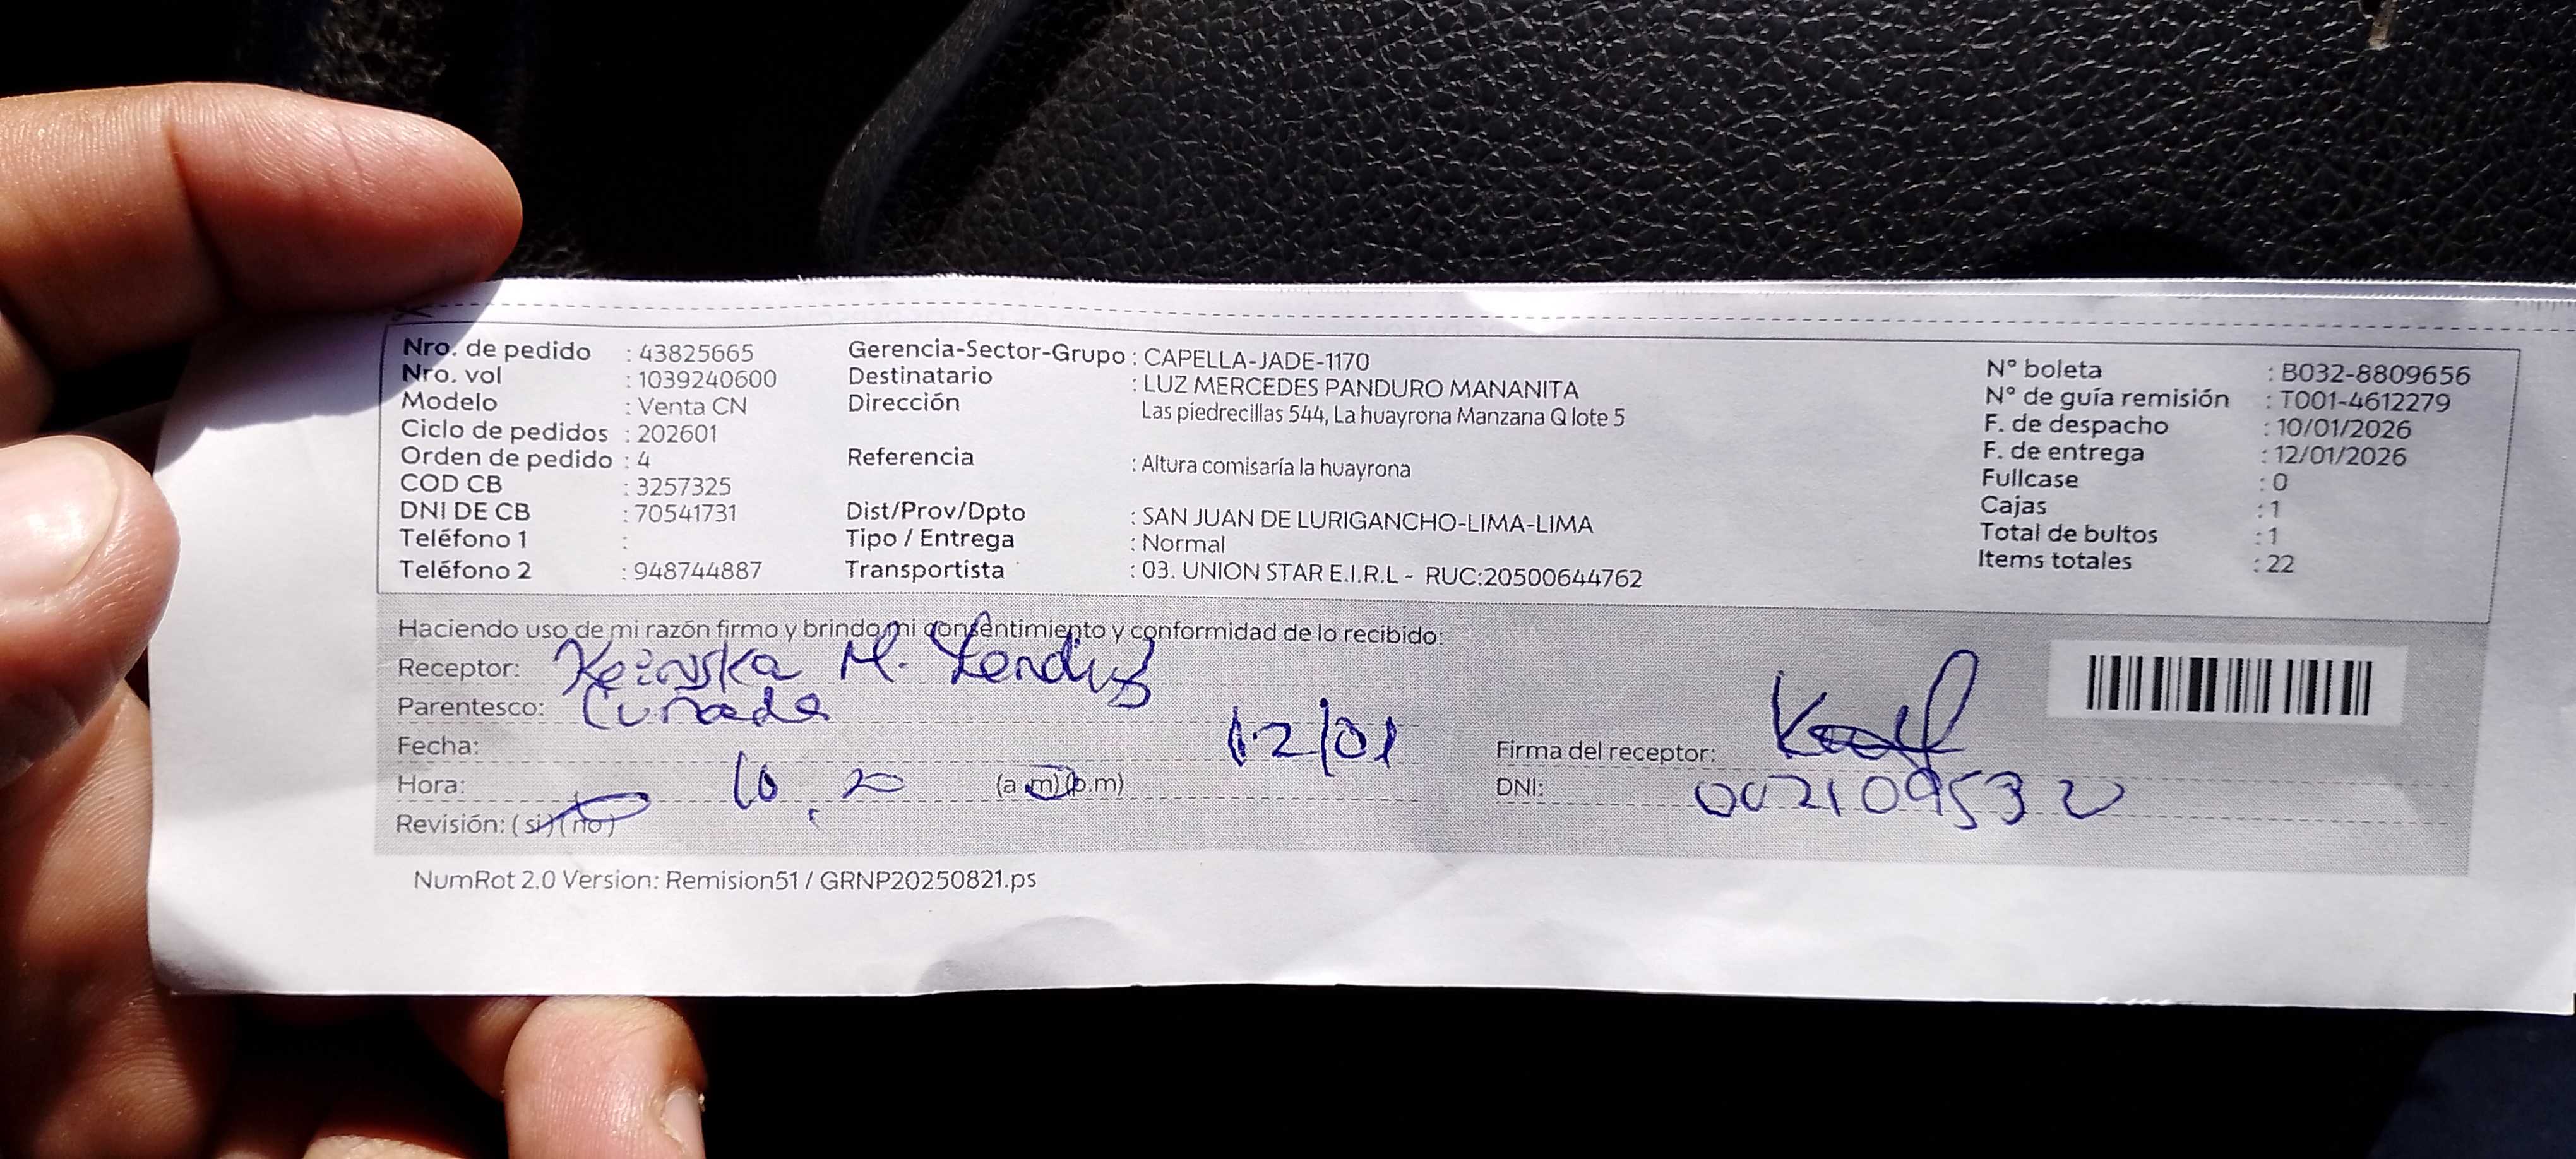 Nro. de pedido : 43825665
Nro. vol : 1039240600
Modelo : Venta CN
Ciclo de pedidos : 202601
Orden de pedido : 4
COD CB : 3257325
DNI DE CB : 70541731
Teléfono 1 :
Teléfono 2 : 948744887
Gerencia-Sector-Grupo : CAPELLA-JADE-1170
Destinatario : LUZ MERCEDES PANDURO MANANITA
Dirección Las piedrecillas 544, La huayrona Manzana Q lote 5
Referencia : Altura comisaría la huayrona
Dist/Prov/Dpto : SAN JUAN DE LURIGANCHO-LIMA-LIMA
Tipo / Entrega : Normal
Transportista : 03. UNION STAR E.I.R.L - RUC:20500644762
N° boleta : B032-8809656
N° de guía remisión : T001-4612279
F. de despacho : 10/01/2026
F. de entrega : 12/01/2026
Fullcase : 0
Cajas : 1
Total de bultos : 1
Items totales : 22
Haciendo uso de mi razón firmo y brindo mi consentimiento y conformidad de lo recibido:
Receptor: M.
Parentesco: Cuñada
Fecha: 12/01
Hora: 10.20 (a.m) (p.m)
Revisión: (si) (no)
Firma del receptor:
DNI: 002109532
NumRot 2.0 Version: Remision51 / GRNP20250821.ps